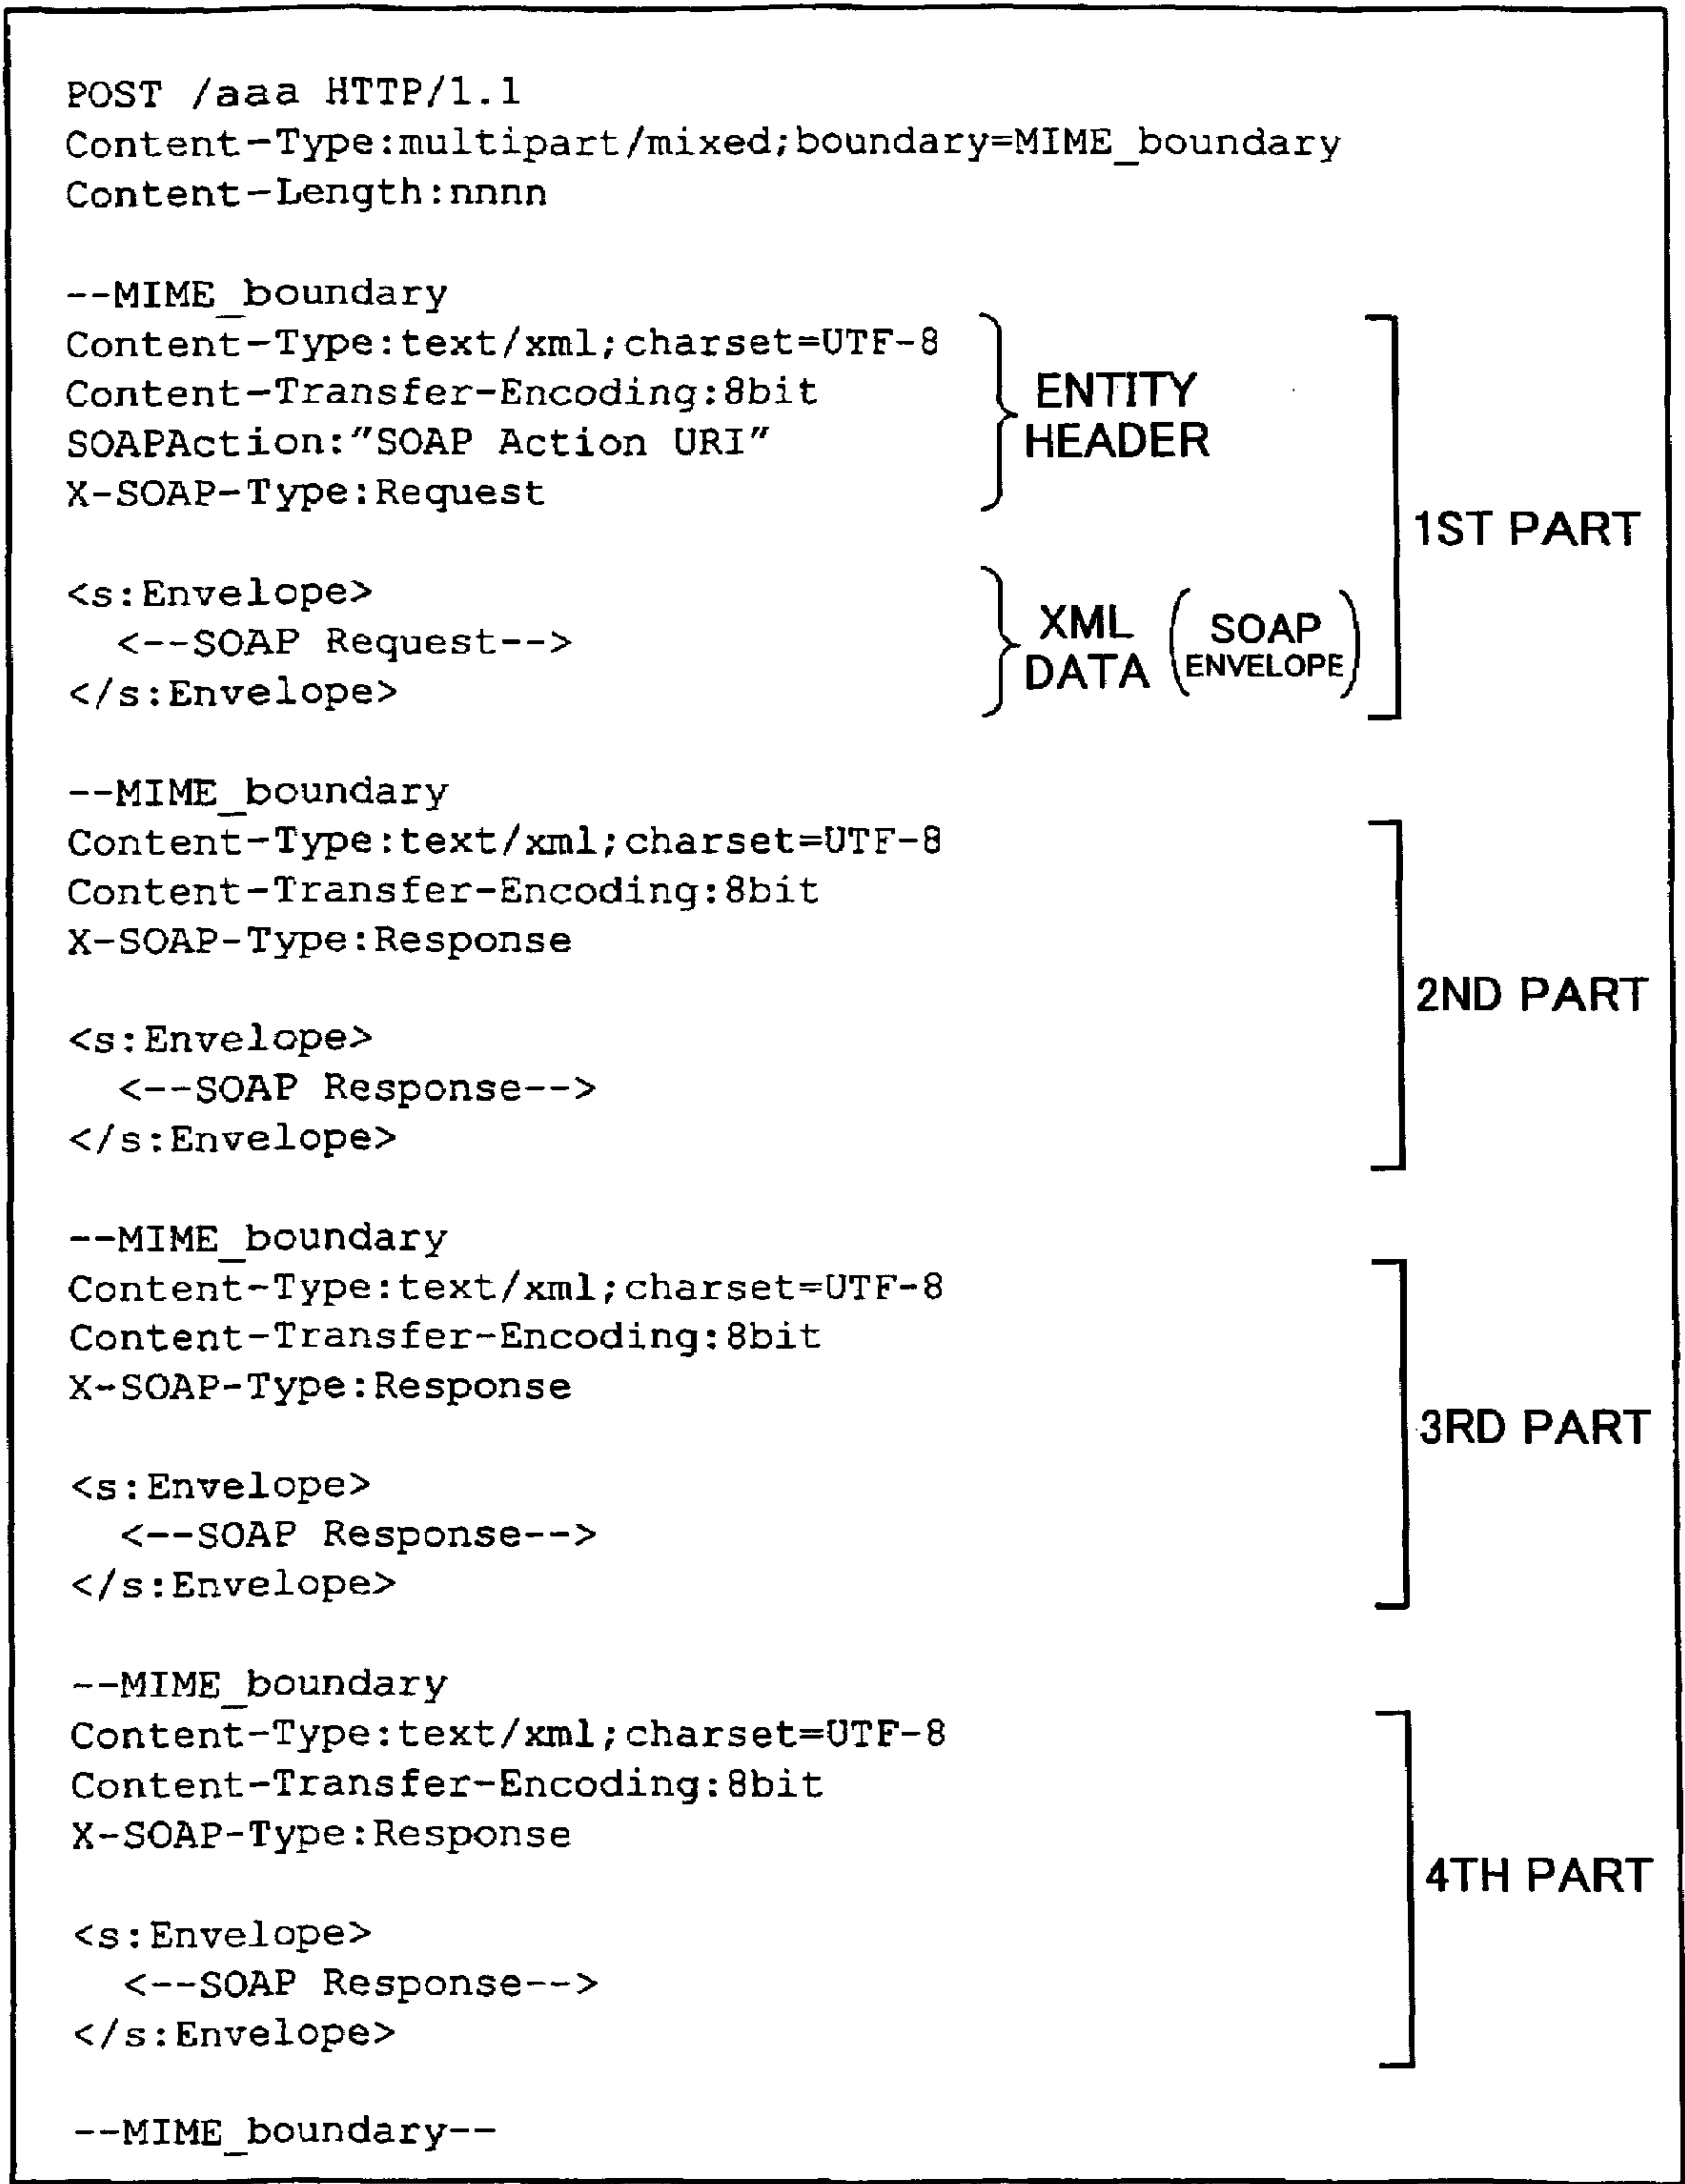 POST /aaa HTTP/1.1
Content-Type:multipart/mixed;boundary=MIME_boundary
Content-Length:nnnn
--MIME_boundary
Content-Type:text/xml;charset=UTF-8
Content-Transfer-Encoding:8bit
SOAPAction:"SOAP Action URI"
X-SOAP-Type:Request
ENTITY
HEADER
<s:Envelope>
<--SOAP Request-->
</s:Envelope>
XML
DATA
SOAP
ENVELOPE
1ST PART
--MIME_boundary
Content-Type:text/xml;charset=UTF-8
Content-Transfer-Encoding:8bit
X-SOAP-Type:Response
<s:Envelope>
<--SOAP Response-->
</s:Envelope>
2ND PART
--MIME_boundary
Content-Type:text/xml;charset=UTF-8
Content-Transfer-Encoding:8bit
X-SOAP-Type:Response
<s:Envelope>
<--SOAP Response-->
</s:Envelope>
3RD PART
--MIME_boundary
Content-Type:text/xml;charset=UTF-8
Content-Transfer-Encoding:8bit
X-SOAP-Type:Response
<s:Envelope>
<--SOAP Response-->
</s:Envelope>
4TH PART
--MIME_boundary--